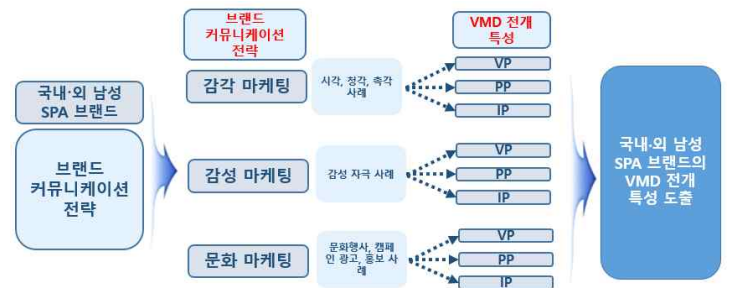 브랜드
커뮤니케이션
전략
VMD 전개
특성
국내·외 남성
SPA 브랜드
브랜드
커뮤니케이션
전략
감각 마케팅
시각, 청각, 촉각
사례
VP
PP
IP
감성 마케팅
감성 자극 사례
VP
PP
IP
문화 마케팅
문화행사, 캠페
인 광고, 홍보 사
례
VP
PP
IP
국내·외 남성
SPA 브랜드의
VMD 전개
특성 도출